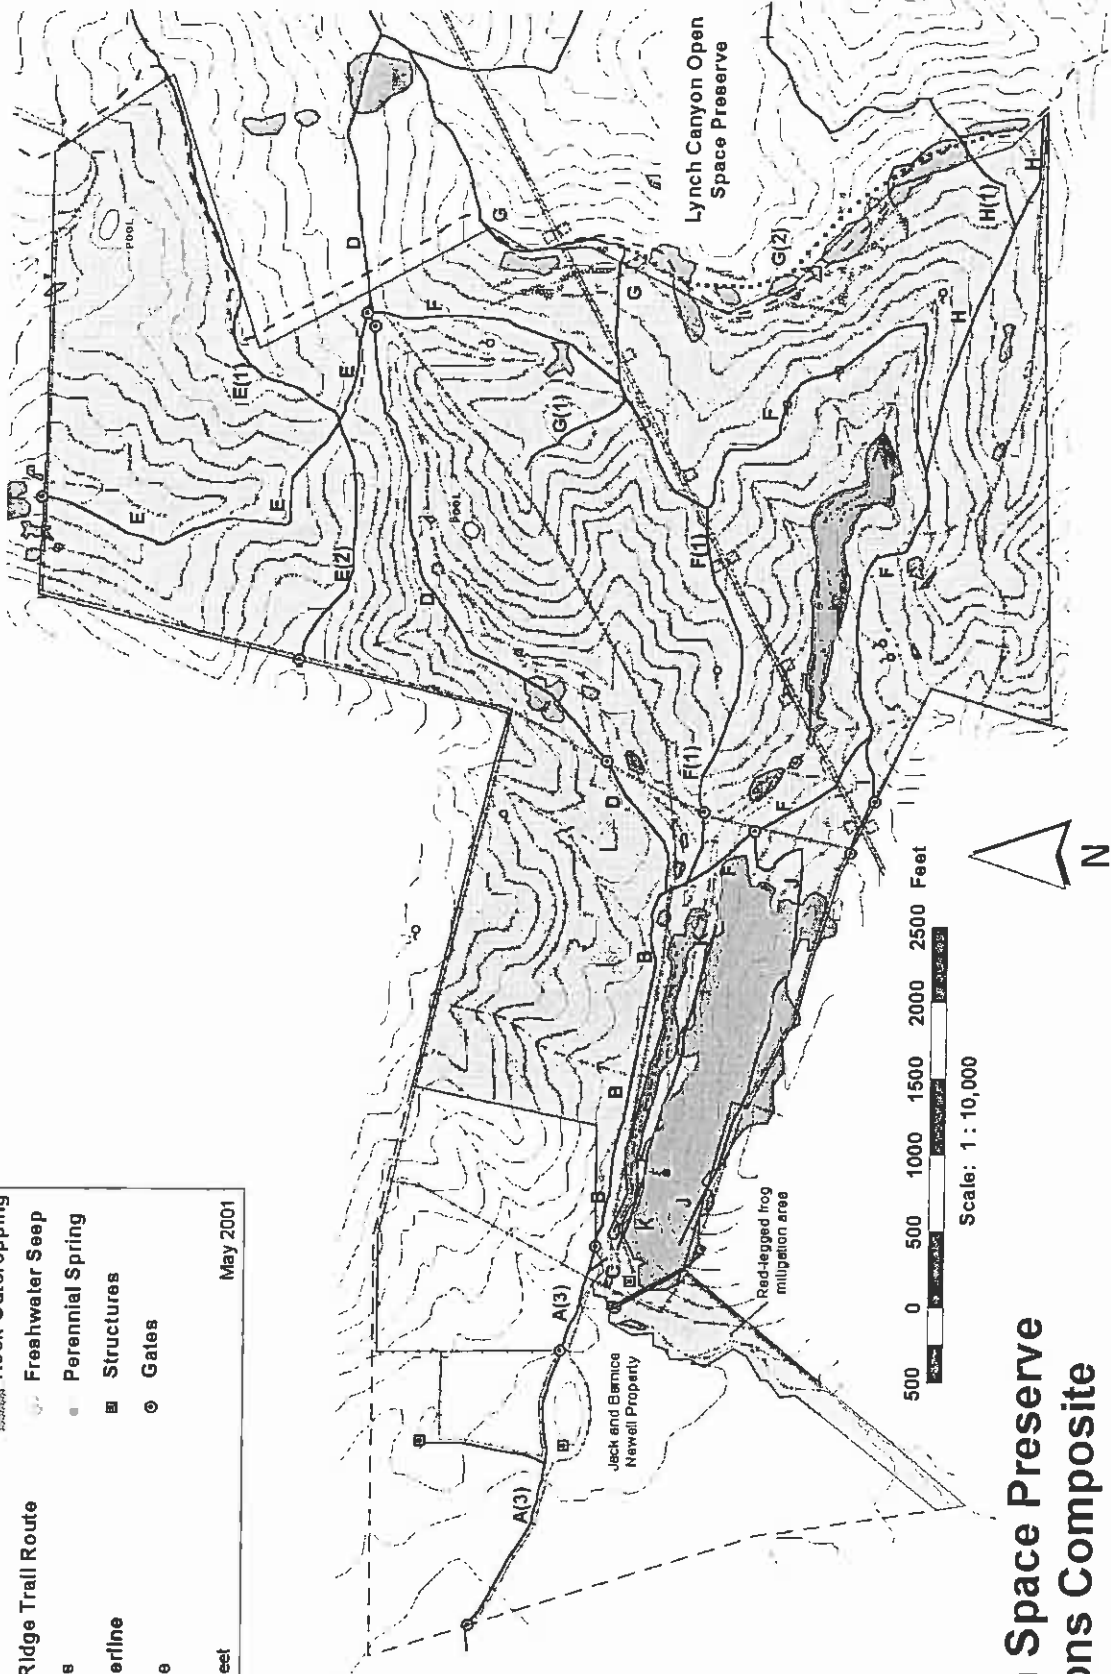 Ridge Trail Route
Freshwater Seep
Perennial Spring
Structures
Gates
May 2001
Lynch Canyon Open
Space Preserve
POOL
POOL
E
E
E
E(1)
E(2)
D
D
D
F
F
F
F
F
F(1)
F(1)
G
G
G(1)
G(2)
H
H
H(1)
I
I
J
J
K
K
B
B
B
C
A(3)
A(3)
Jack and Bernice
Newell Property
Red-legged frog
mitigation area
500 0 500 1000 1500 2000 2500 Feet
Scale: 1 : 10,000
N
Space Preserve
ons Composite